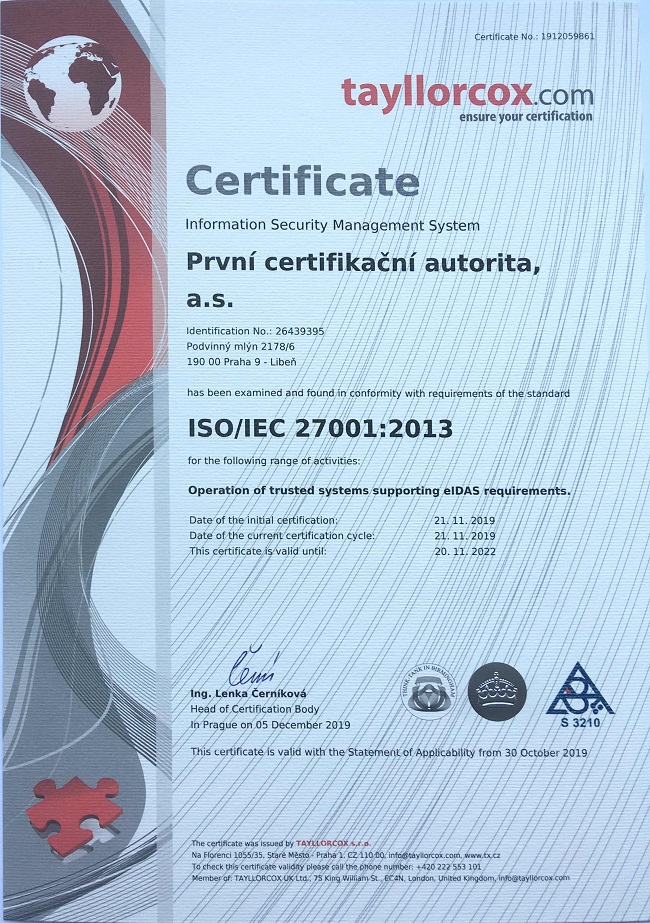 Certificate No.: 1912059861
tayllorcox.com
ensure your certification
Certificate
Information Security Management System
První certifikační autorita,
a.s.
Identification No.: 26439395
Podvinný mlýn 2178/6
190 00 Praha 9 - Libeň
has been examined and found in conformity with requirements of the standard
ISO/IEC 27001:2013
for the following range of activities:
Operation of trusted systems supporting eIDAS requirements.
Date of the initial certification: 21. 11. 2019
Date of the current certification cycle: 21. 11. 2019
This certificate is valid until: 20. 11. 2022
THINK TANK IN BIRMINGHAM
Ing. Lenka Černíková
Head of Certification Body
In Prague on 05 December 2019
S 3210
This certificate is valid with the Statement of Applicability from 30 October 2019
The certificate was issued by TAYLLORCOX s.r.o.
Na Florenci 1055/35, Staré Město - Praha 1, CZ 110 00, info@tayllorcox.com, www.tx.cz
To check this certificate validity please call the phone number: +420 222 553 101
Member of: TAYLLORCOX UK Ltd., 75 King William St., EC4N, London, United Kingdom, info@tayllorcox.com